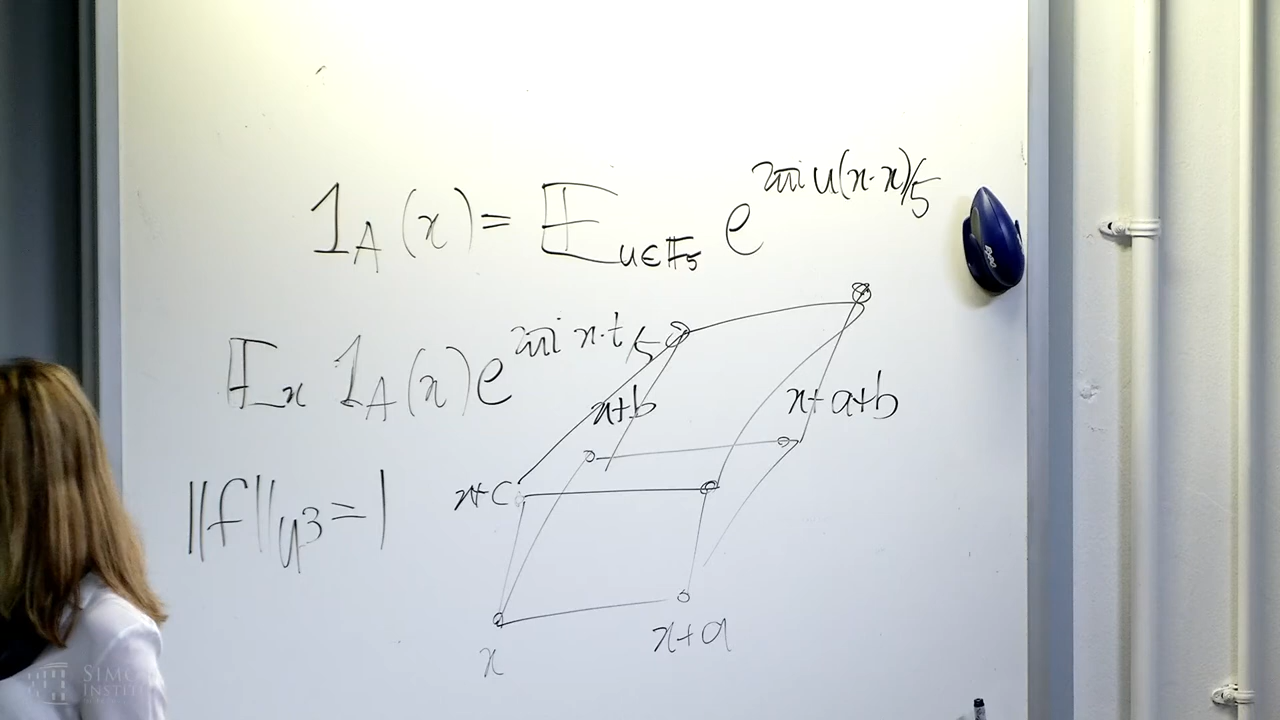 1_A(x) = 𝔼_{u∈𝔽_5} e^{2πi u(x·x)/5}
𝔼_x 1_A(x) e^{2πi x·t/5}
x+b
x+a+b
x+c
||f||_{U^3} = 1
x+a
x